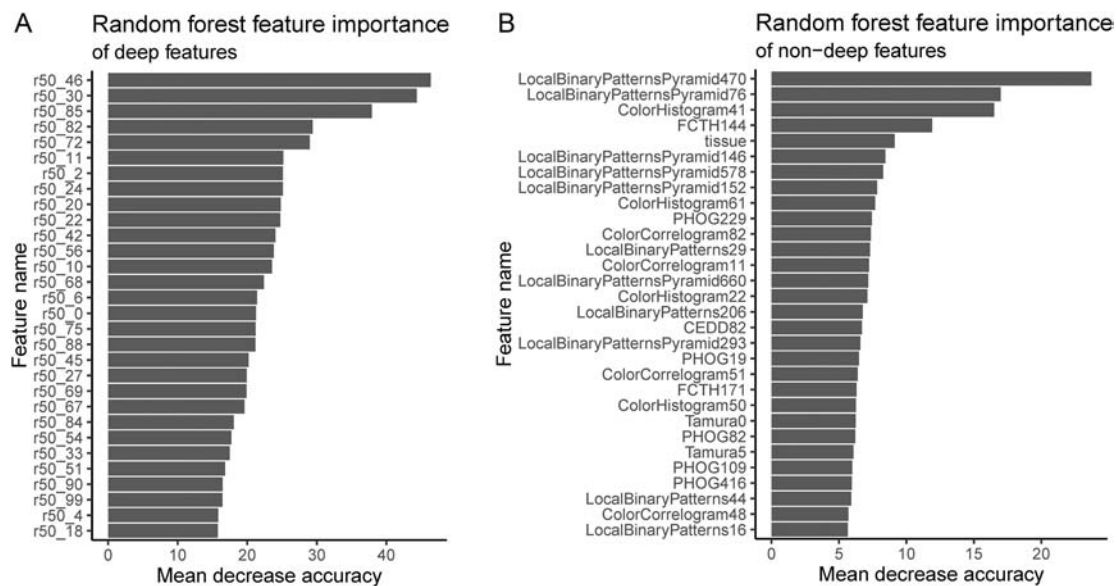 A
Random forest feature importance
of deep features
Feature name
r50_46
r50_30
r50_85
r50_82
r50_72
r50_11
r50_2
r50_24
r50_20
r50_22
r50_42
r50_56
r50_10
r50_68
r50_6
r50_0
r50_75
r50_88
r50_45
r50_27
r50_69
r50_67
r50_84
r50_54
r50_33
r50_51
r50_90
r50_99
r50_4
r50_18
0 10 20 30 40
Mean decrease accuracy
B
Random forest feature importance
of non-deep features
Feature name
LocalBinaryPatternsPyramid470
LocalBinaryPatternsPyramid76
ColorHistogram41
FCTH144
tissue
LocalBinaryPatternsPyramid146
LocalBinaryPatternsPyramid578
LocalBinaryPatternsPyramid152
ColorHistogram61
PHOG229
ColorCorrelogram82
LocalBinaryPatterns29
ColorCorrelogram11
LocalBinaryPatternsPyramid660
ColorHistogram22
LocalBinaryPatterns206
CEDD82
LocalBinaryPatternsPyramid293
PHOG19
ColorCorrelogram51
FCTH171
ColorHistogram50
Tamura0
PHOG82
Tamura5
PHOG109
PHOG416
LocalBinaryPatterns44
ColorCorrelogram48
LocalBinaryPatterns16
0 5 10 15 20
Mean decrease accuracy